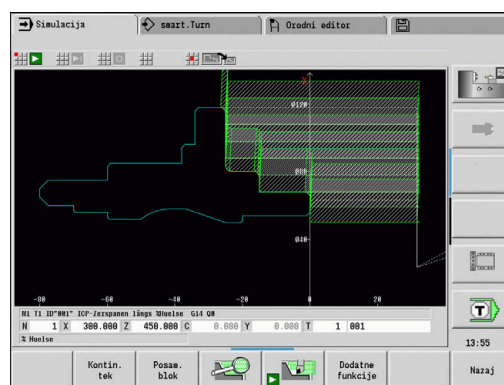 Simulacija smart.Turn Orodni editor
X
Ø120
Ø80
Ø40
-80 -60 -40 -20 0 20
N1 T1 ID"001" ICP-Zerspanen längs %Huelse G14 Q0
N 1 X 300.000 Z 450.000 C 0.000 Y 0.000 T 1 001
% Huelse
T
13:55
Kontin. tek
Posam. blok
Dodatne funkcije
Nazaj